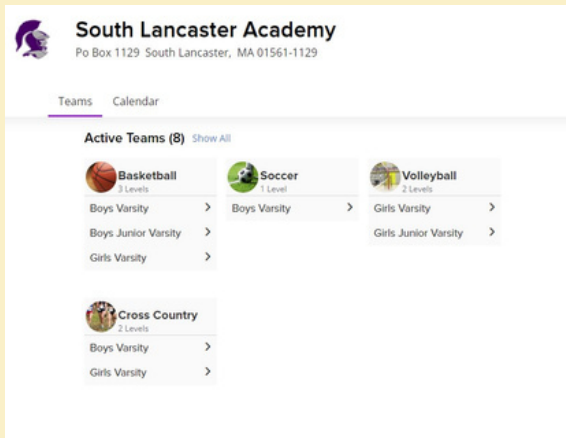 South Lancaster Academy
Po Box 1129 South Lancaster, MA 01561-1129
Teams Calendar
Active Teams (8) Show All
Basketball
3 Levels
Boys Varsity
Boys Junior Varsity
Girls Varsity
Soccer
1 Level
Boys Varsity
Volleyball
2 Levels
Girls Varsity
Girls Junior Varsity
Cross Country
2 Levels
Boys Varsity
Girls Varsity